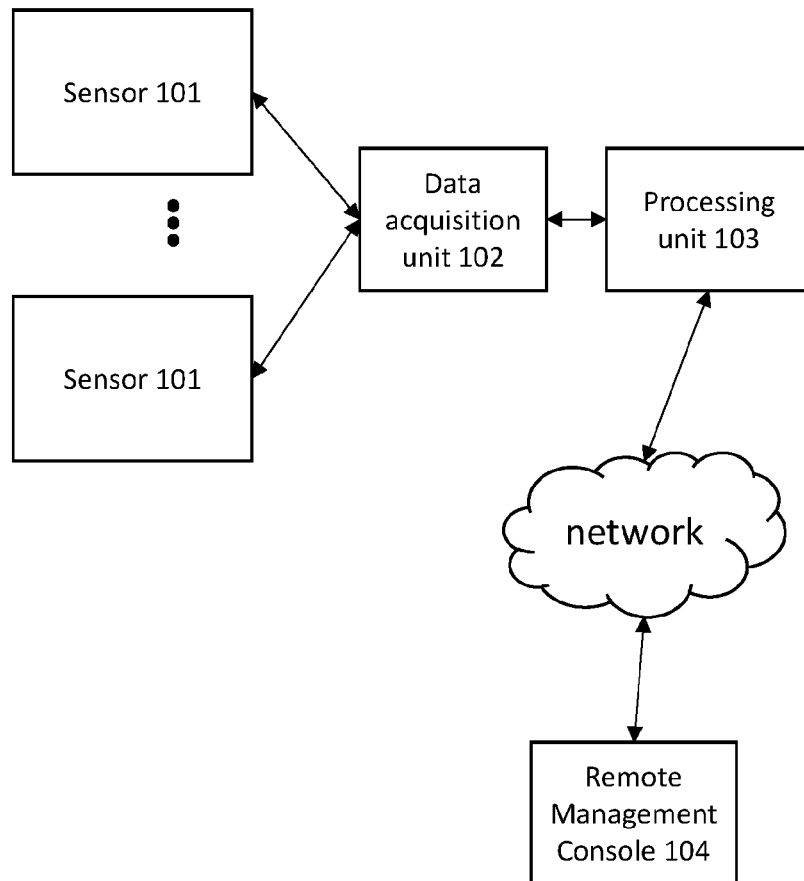 Sensor 101
Data
acquisition
unit 102
Processing
unit 103
Sensor 101
network
Remote
Management
Console 104